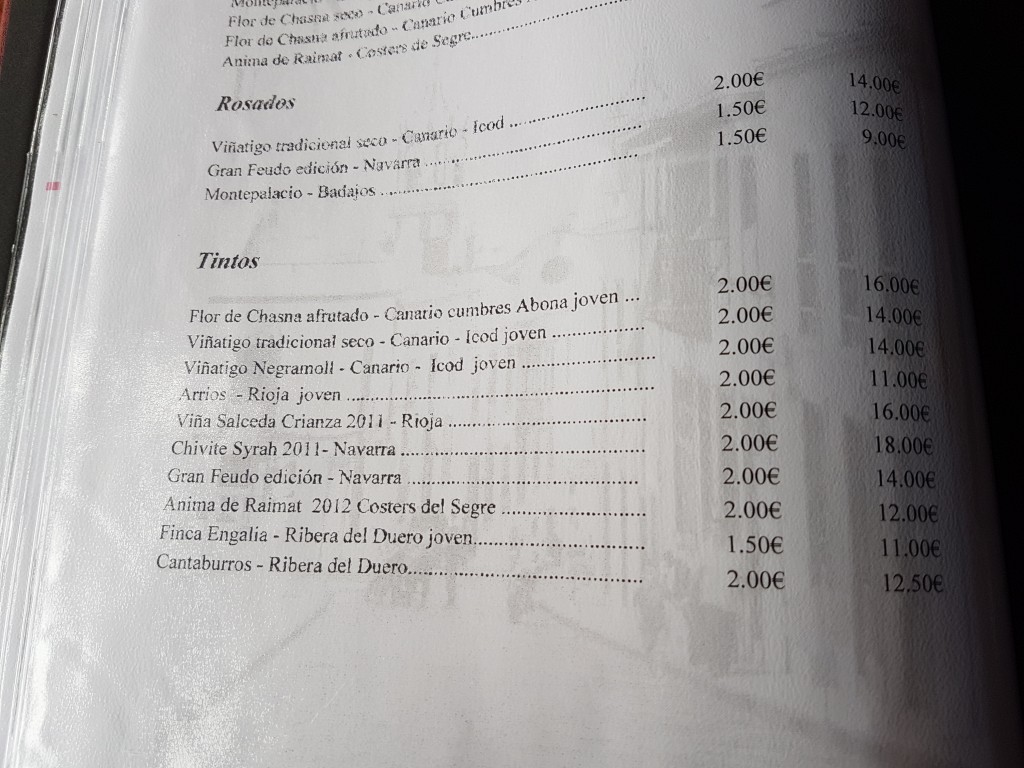 Flor de Chasna seco - Canario
Flor de Chasna afrutado - Canario Cumbres
Anima de Raimat - Costers de Segre...............
Rosados
Viñatigo tradicional seco - Canario - Icod ........................ 2.00€ 14.00€
Gran Feudo edición - Navarra ........................................ 1.50€ 12.00€
Montepalacio - Badajos ................................................ 1.50€ 9.00€
Tintos
Flor de Chasna afrutado - Canario cumbres Abona joven ... 2.00€ 16.00€
Viñatigo tradicional seco - Canario - Icod joven ................. 2.00€ 14.00€
Viñatigo Negramoll - Canario - Icod joven ........................ 2.00€ 14.00€
Arrios - Rioja joven ....................................................... 2.00€ 11.00€
Viña Salceda Crianza 2011 - Rioja .................................... 2.00€ 16.00€
Chivite Syrah 2011- Navarra ............................................ 2.00€ 18.00€
Gran Feudo edición - Navarra .......................................... 2.00€ 14.00€
Anima de Raimat 2012 Costers del Segre ......................... 2.00€ 12.00€
Finca Engalia - Ribera del Duero joven.............................. 1.50€ 11.00€
Cantaburros - Ribera del Duero......................................... 2.00€ 12.50€